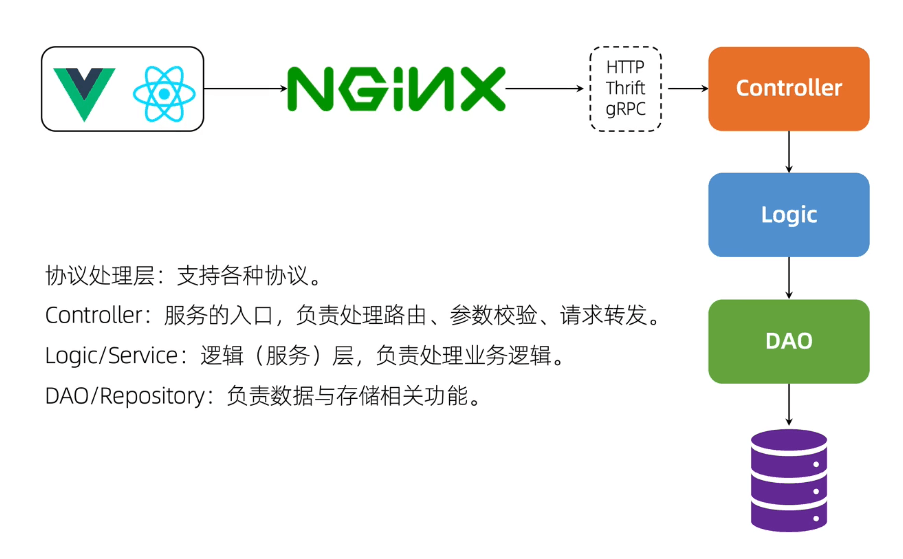 NGINX
HTTP
Thrift
gRPC
Controller
Logic
DAO
协议处理层：支持各种协议。
Controller：服务的入口，负责处理路由、参数校验、请求转发。
Logic/Service：逻辑（服务）层，负责处理业务逻辑。
DAO/Repository：负责数据与存储相关功能。